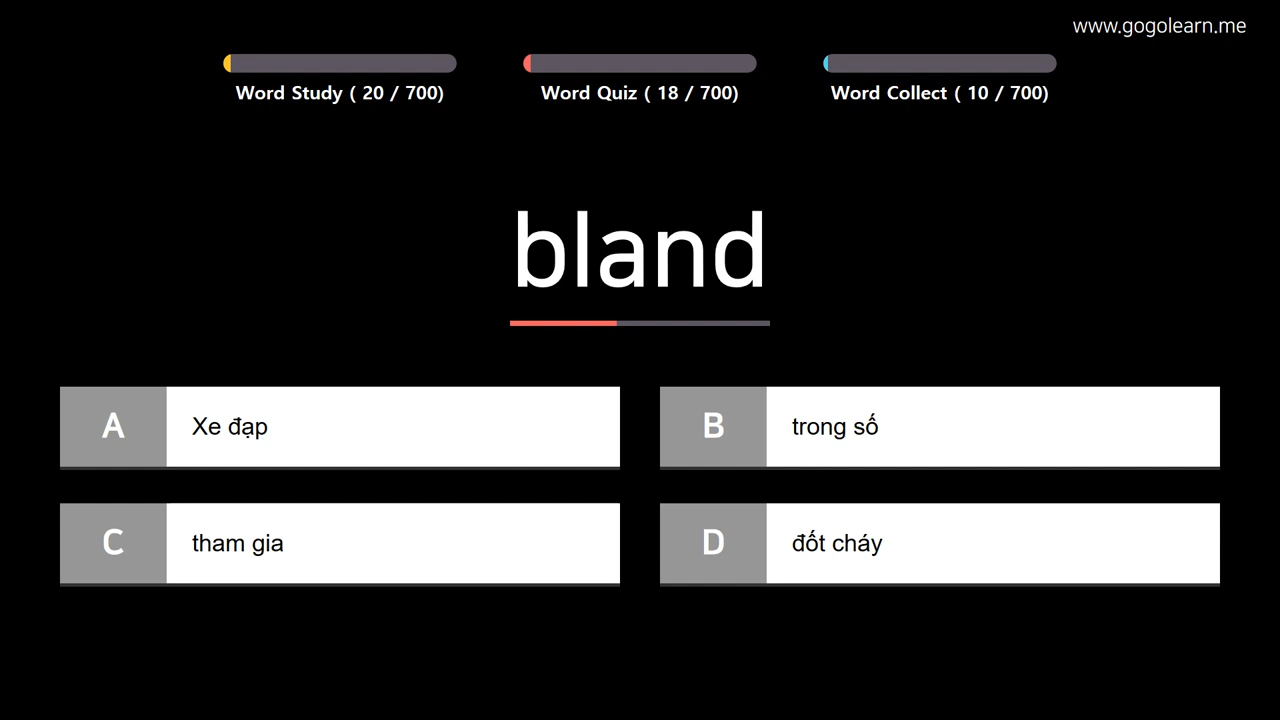 www.gogolearn.me
Word Study ( 20 / 700)
Word Quiz ( 18 / 700)
Word Collect ( 10 / 700)
bland
A Xe đạp
B trong số
C tham gia
D đốt cháy